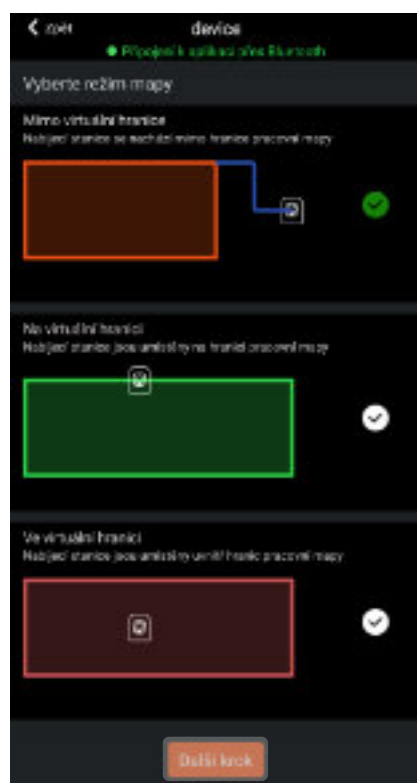 Zpět
device
Připojení k aplikaci přes Bluetooth
Vyberte režim mapy
Mimo virtuální hranice
Nabíjecí stanice se nachází mimo hranice pracovní mapy
Na virtuální hranici
Nabíjecí stanice jsou umístěny na hranici pracovní mapy
Ve virtuální hranici
Nabíjecí stanice jsou umístěny uvnitř hranic pracovní mapy
Další krok